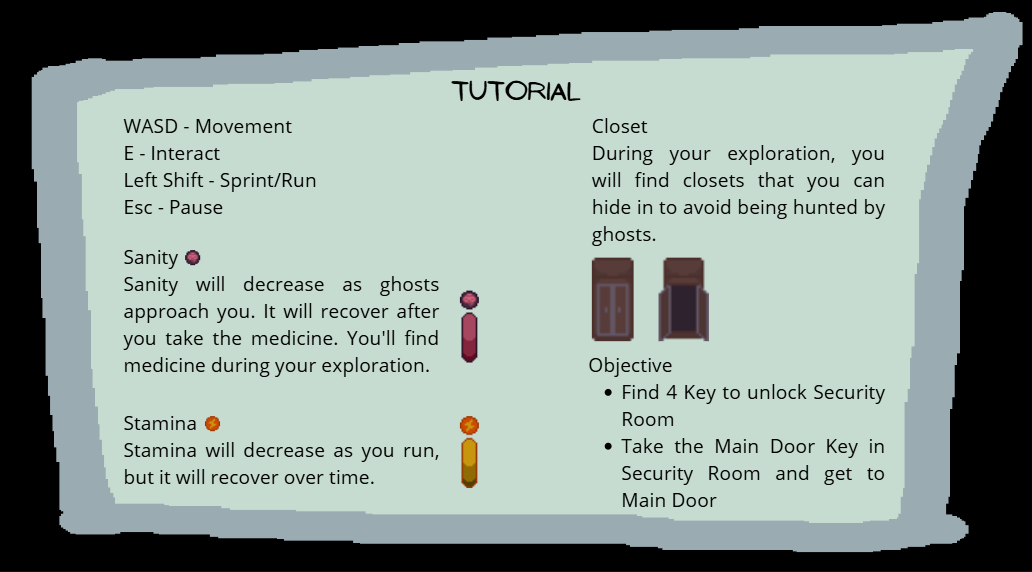 TUTORIAL
WASD - Movement
E - Interact
Left Shift - Sprint/Run
Esc - Pause
Sanity
Sanity will decrease as ghosts
approach you. It will recover after
you take the medicine. You'll find
medicine during your exploration.
Stamina
Stamina will decrease as you run,
but it will recover over time.
Closet
During your exploration, you
will find closets that you can
hide in to avoid being hunted by
ghosts.
Objective
• Find 4 Key to unlock Security
Room
• Take the Main Door Key in
Security Room and get to
Main Door